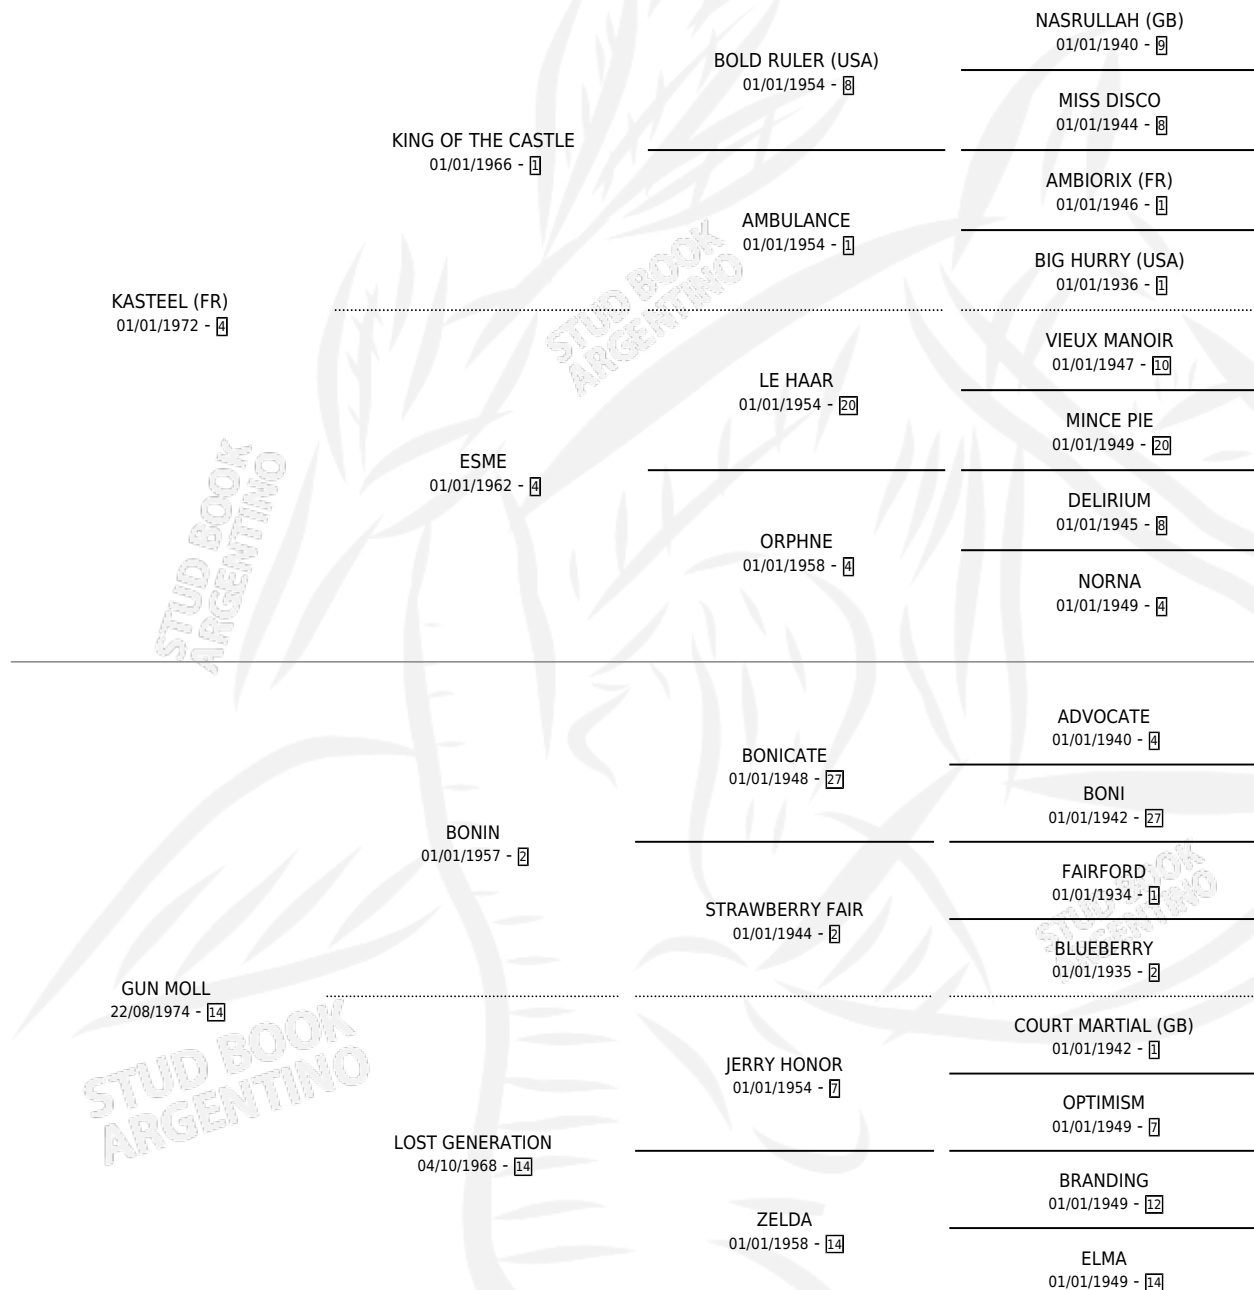 NASRULLAH (GB)
01/01/1940 - 9
BOLD RULER (USA)
01/01/1954 - 8
MISS DISCO
01/01/1944 - 8
KING OF THE CASTLE
01/01/1966 - 1
AMBIORIX (FR)
01/01/1946 - 1
AMBULANCE
01/01/1954 - 1
BIG HURRY (USA)
01/01/1936 - 1
KASTEEL (FR)
01/01/1972 - 4
VIEUX MANOIR
01/01/1947 - 10
LE HAAR
01/01/1954 - 20
MINCE PIE
01/01/1949 - 20
ESME
01/01/1962 - 4
DELIRIUM
01/01/1945 - 8
ORPHNE
01/01/1958 - 4
NORNA
01/01/1949 - 4
ADVOCATE
01/01/1940 - 4
BONICATE
01/01/1948 - 27
BONI
01/01/1942 - 27
BONIN
01/01/1957 - 2
FAIRFORD
01/01/1934 - 1
STRAWBERRY FAIR
01/01/1944 - 2
BLUEBERRY
01/01/1935 - 2
GUN MOLL
22/08/1974 - 14
COURT MARTIAL (GB)
01/01/1942 - 1
JERRY HONOR
01/01/1954 - 7
OPTIMISM
01/01/1949 - 7
LOST GENERATION
04/10/1968 - 14
BRANDING
01/01/1949 - 12
ZELDA
01/01/1958 - 14
ELMA
01/01/1949 - 14
STUD BOOK
ARGENTINO
STUD BOOK
ARGENTINO
STUD BOOK
ARGENTINO
STUD BOOK
ARGENTINO